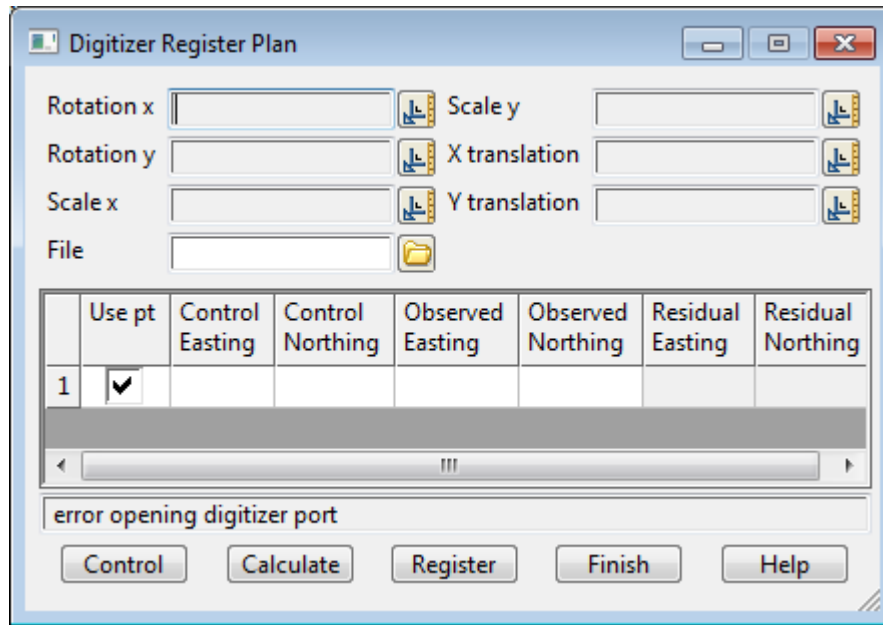 Digitizer Register Plan
Rotation x Scale y
Rotation y X translation
Scale x Y translation
File
Use pt Control Control Observed Observed Residual Residual
Easting Northing Easting Northing Easting Northing
1
error opening digitizer port
Control Calculate Register Finish Help